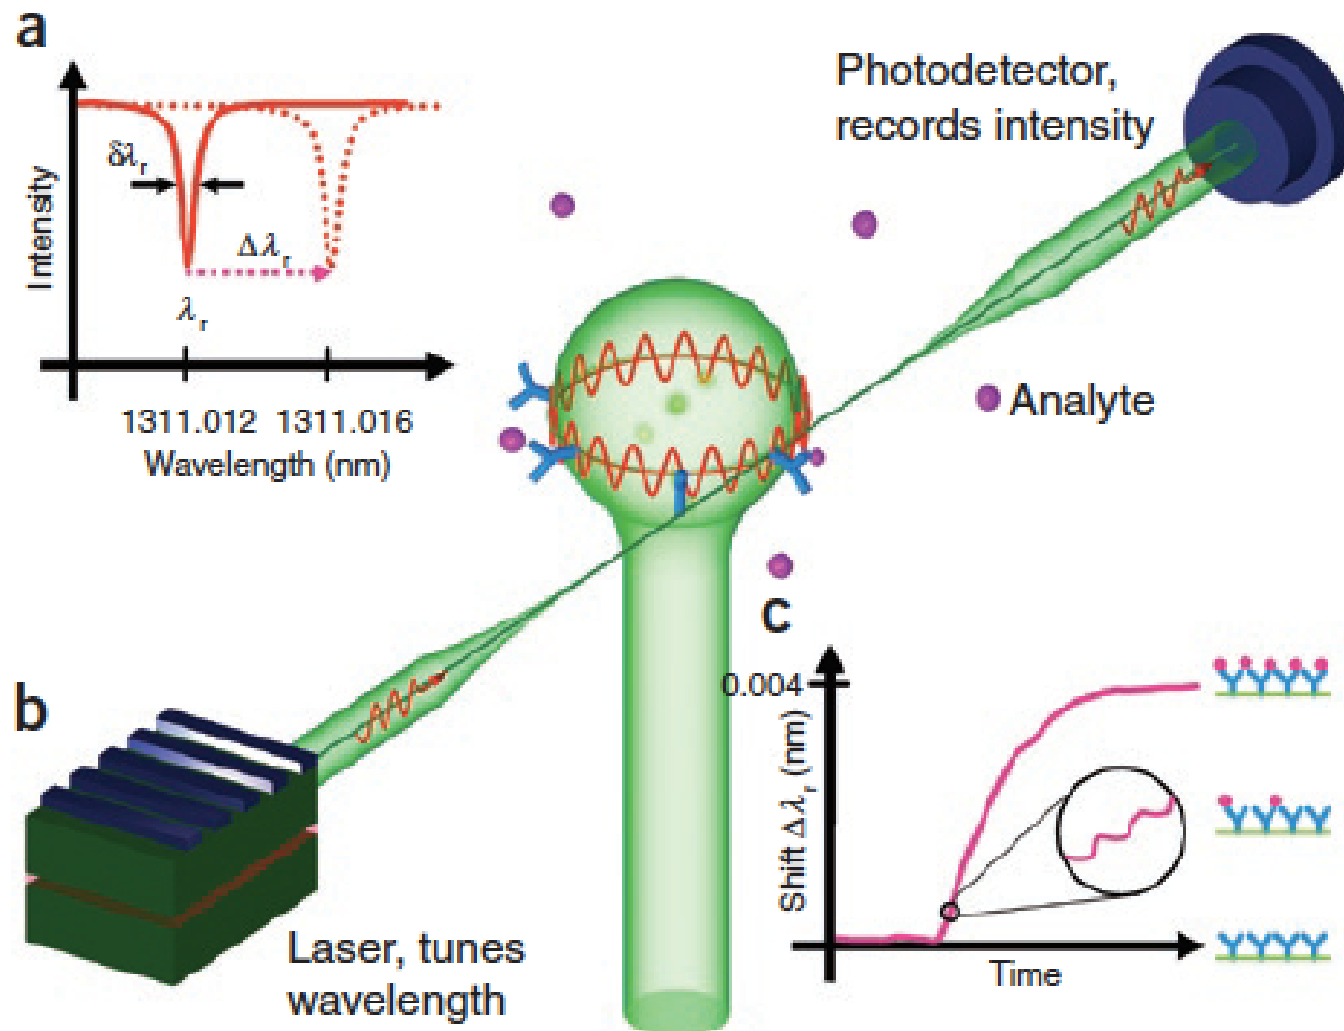 a
Intensity
δλr
Δλr
λr
1311.012 1311.016
Wavelength (nm)
Photodetector,
records intensity
Analyte
b
Laser, tunes
wavelength
c
0.004
Shift Δλr (nm)
Time